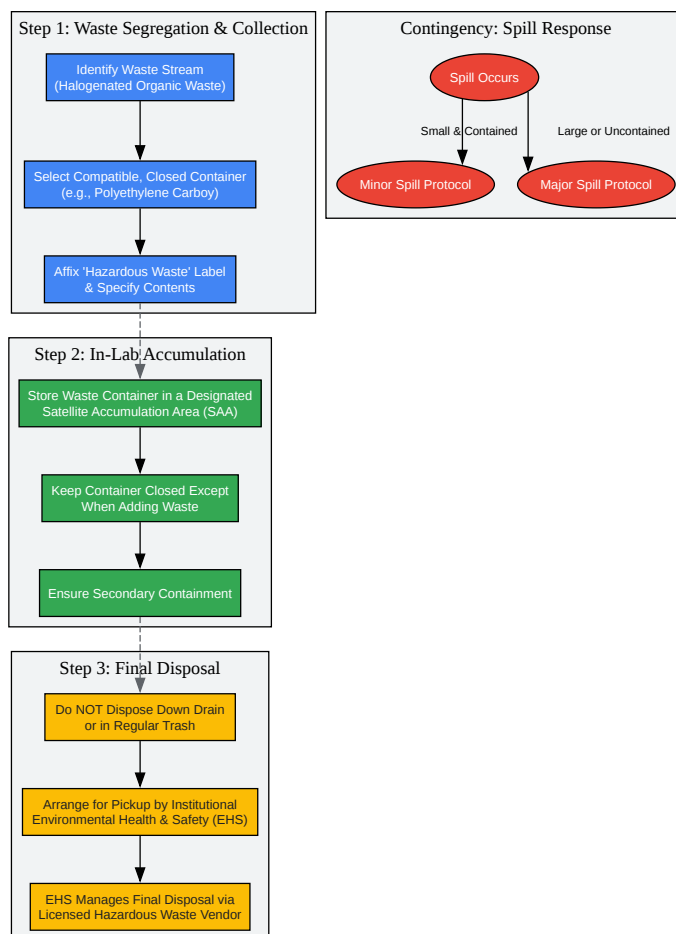 Step 1: Waste Segregation & Collection
Identify Waste Stream
(Halogenated Organic Waste)
Select Compatible, Closed Container
(e.g., Polyethylene Carboy)
Affix 'Hazardous Waste' Label
& Specify Contents
Contingency: Spill Response
Spill Occurs
Small & Contained
Large or Uncontained
Minor Spill Protocol
Major Spill Protocol
Step 2: In-Lab Accumulation
Store Waste Container in a Designated
Satellite Accumulation Area (SAA)
Keep Container Closed Except
When Adding Waste
Ensure Secondary Containment
Step 3: Final Disposal
Do NOT Dispose Down Drain
or in Regular Trash
Arrange for Pickup by Institutional
Environmental Health & Safety (EHS)
EHS Manages Final Disposal via
Licensed Hazardous Waste Vendor